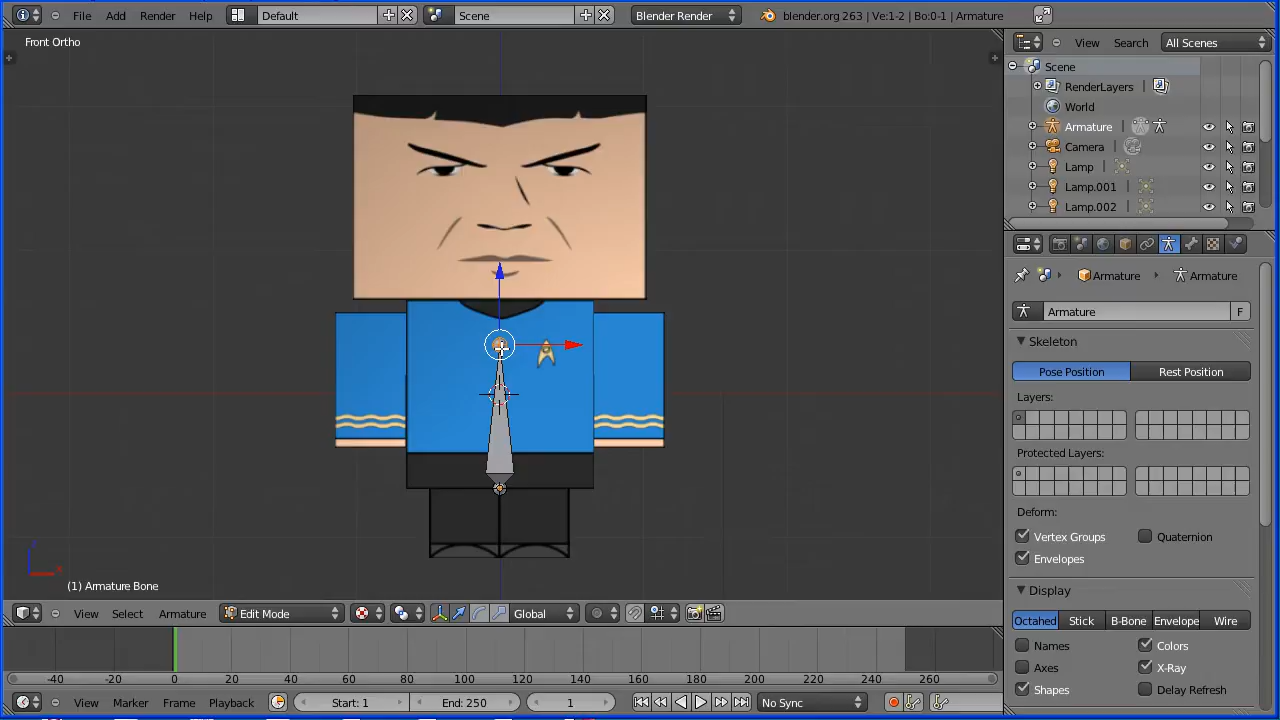 File Add Render Help Default Scene Blender Render blender.org 263 | Ve:1-2 | Bo:0-1 | Armature
Front Ortho
View Search All Scenes
Scene
RenderLayers
World
Armature
Camera
Lamp
Lamp.001
Lamp.002
Armature Armature
Armature F
Skeleton
Pose Position Rest Position
Layers:
Protected Layers:
Deform:
Vertex Groups Quaternion
Envelopes
Display
Octahed Stick B-Bone Envelope Wire
Names Colors
Axes X-Ray
Shapes Delay Refresh
z
x
(1) Armature Bone
View Select Armature Edit Mode Global
-40 -20 0 20 40 60 80 100 120 140 160 180 200 220 240 260
View Marker Frame Playback Start: 1 End: 250 1 No Sync